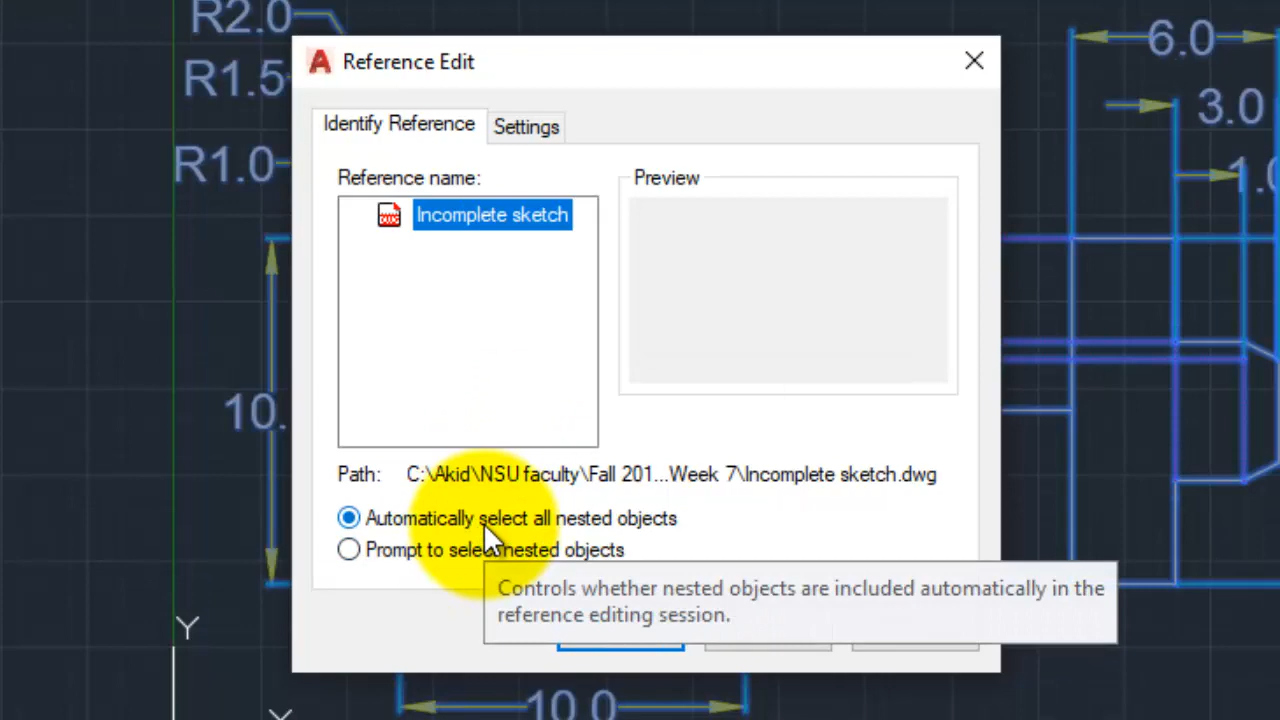 R2.0
6.0
Reference Edit
R1.5
3.0
Identify Reference
Settings
R1.0
Reference name:
Preview
Incomplete sketch
10.
Path: C:\Akid\NSU faculty\Fall 201...Week 7\Incomplete sketch.dwg
Automatically select all nested objects
Prompt to select nested objects
Controls whether nested objects are included automatically in the
reference editing session.
Y
10.0
X